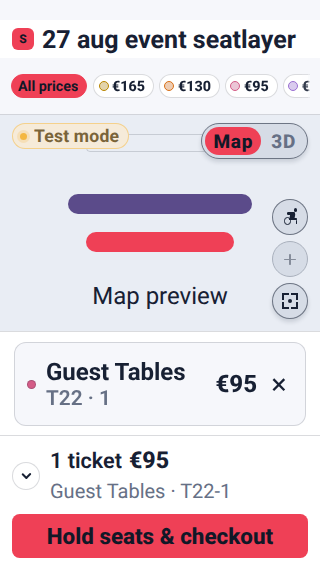 S 27 aug event seatlayer
All prices €165 €130 €95 €
Test mode Map 3D
Map preview
Guest Tables €95 ×
T22 · 1
1 ticket €95
Guest Tables · T22-1
Hold seats & checkout